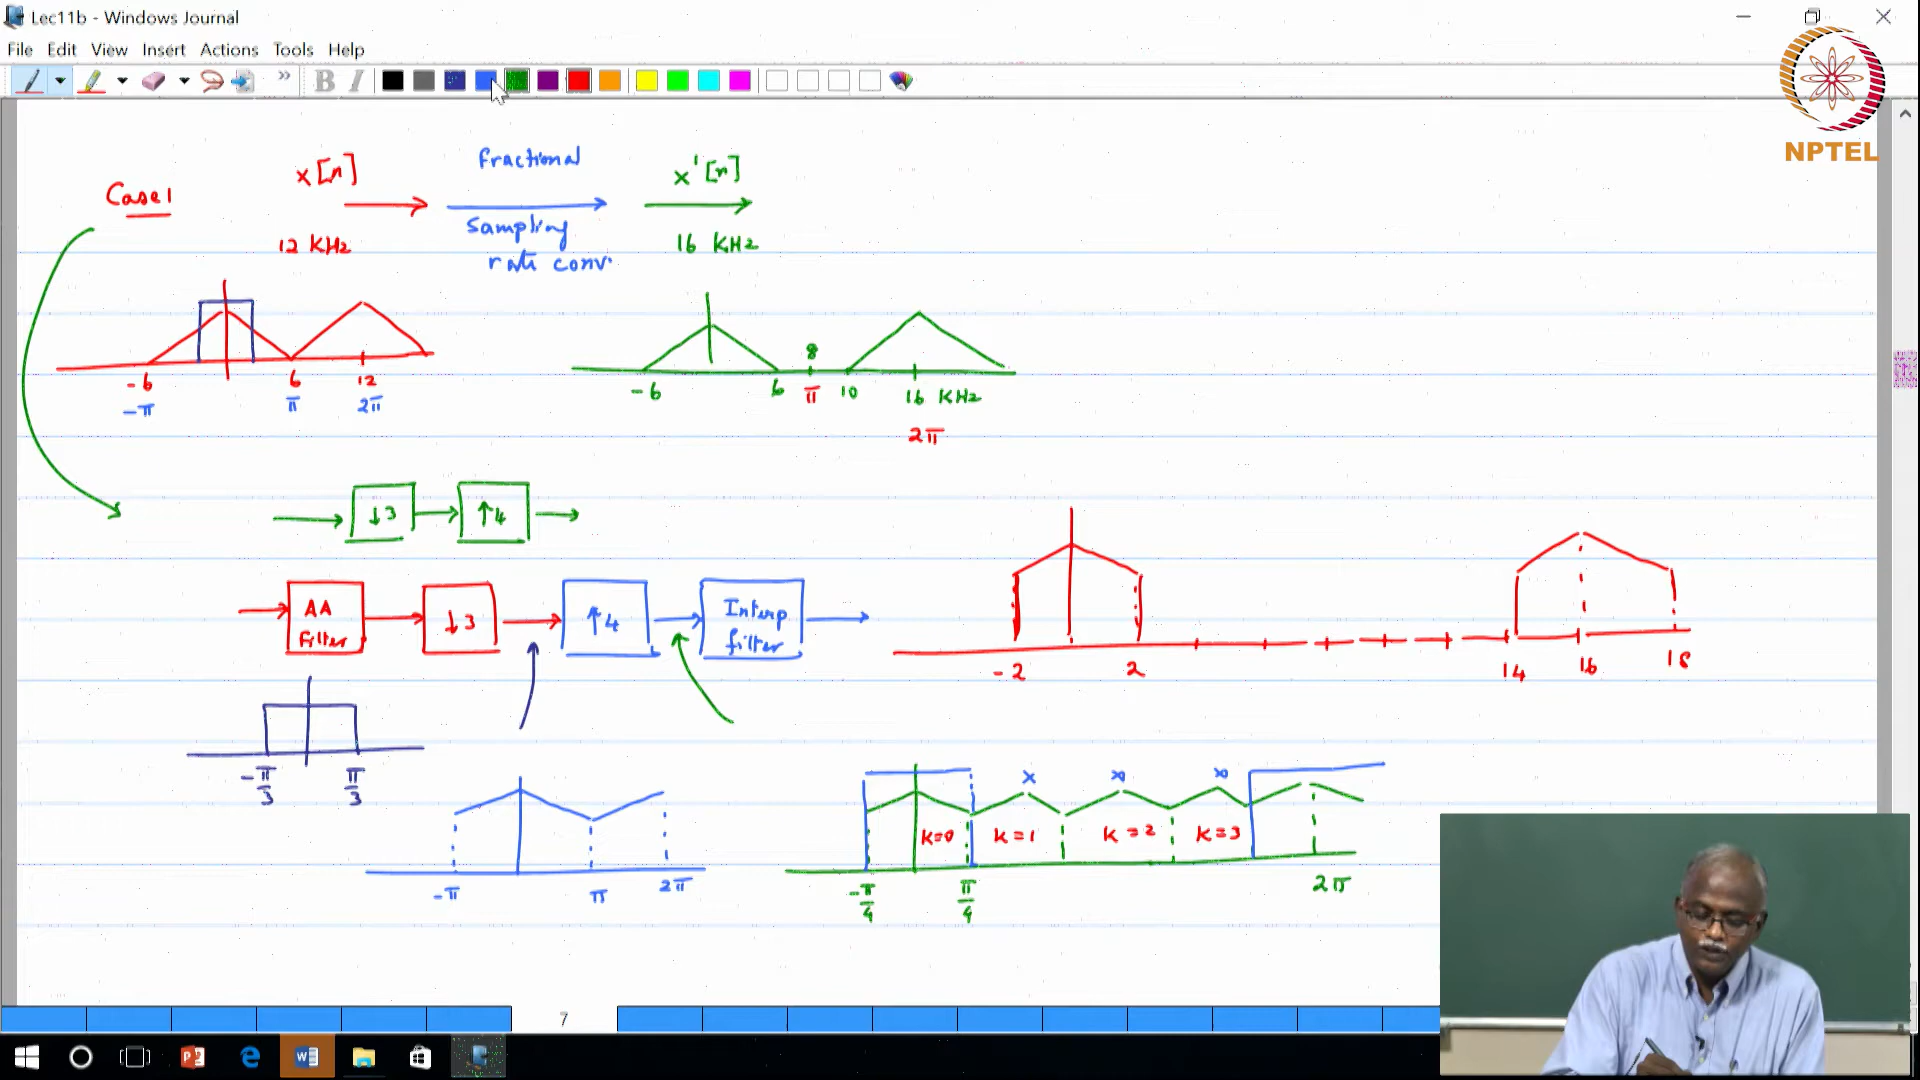 Lec11b - Windows Journal
File Edit View Insert Actions Tools Help
B I
NPTEL
Case1
x[n]
fractional
x'[n]
12 KHz
sampling
rate conv.
16 KHz
-6 6 12
-π π 2π
8
-6 6 π 10 16 KHz
2π
↓3 ↑4
AA Filter
↓3
↑4
Interp filter
-2 2 14 16 18
-π/3 π/3
x x x
K=0 K=1 K=2 K=3
-π π 2π
-π/4 π/4 2π
7